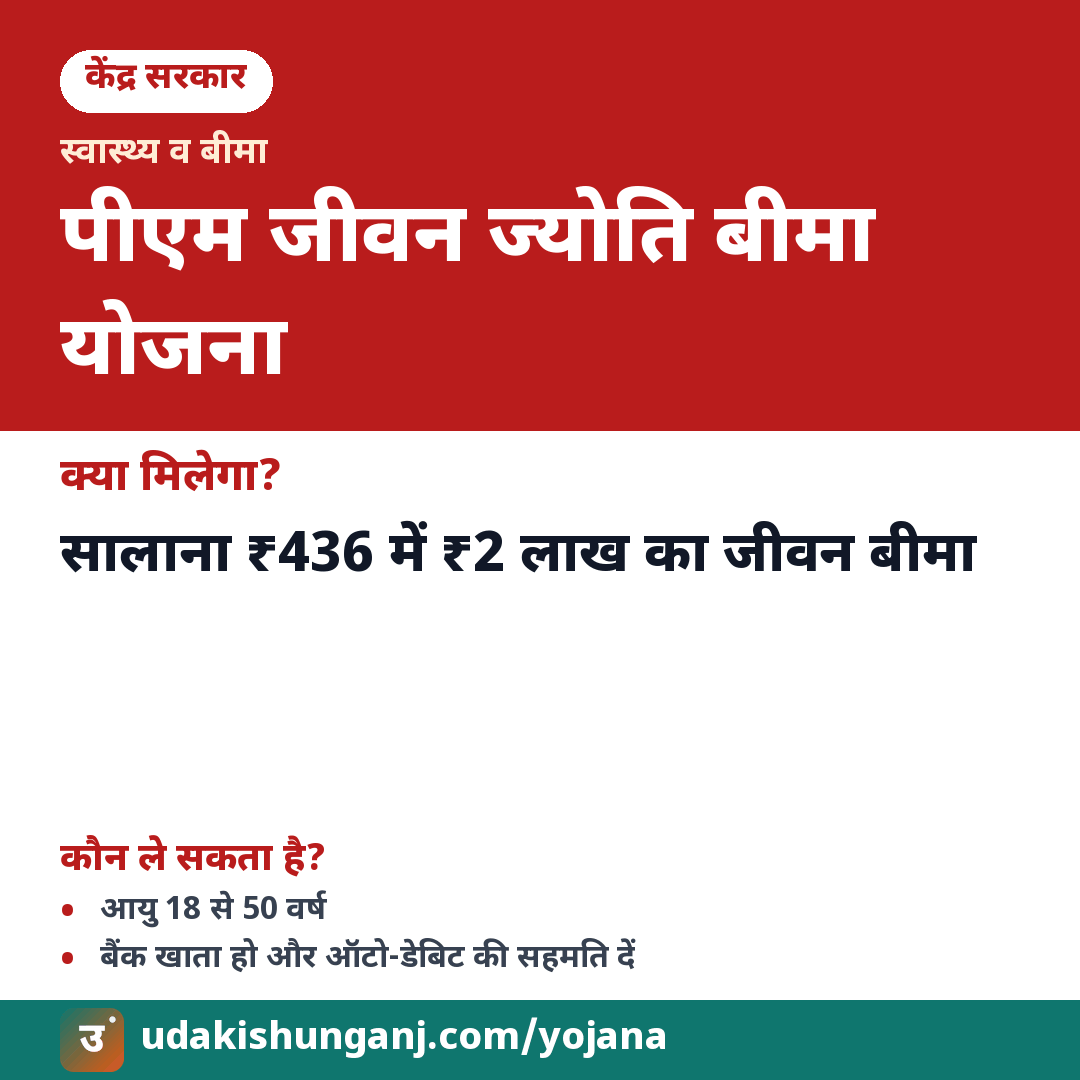 केंद्र सरकार
स्वास्थ्य व बीमा
पीएम जीवन ज्योति बीमा
योजना
क्या मिलेगा?
सालाना ₹436 में ₹2 लाख का जीवन बीमा
कौन ले सकता है?
• आयु 18 से 50 वर्ष
• बैंक खाता हो और ऑटो-डेबिट की सहमति दें
उ udakishunganj.com/yojana